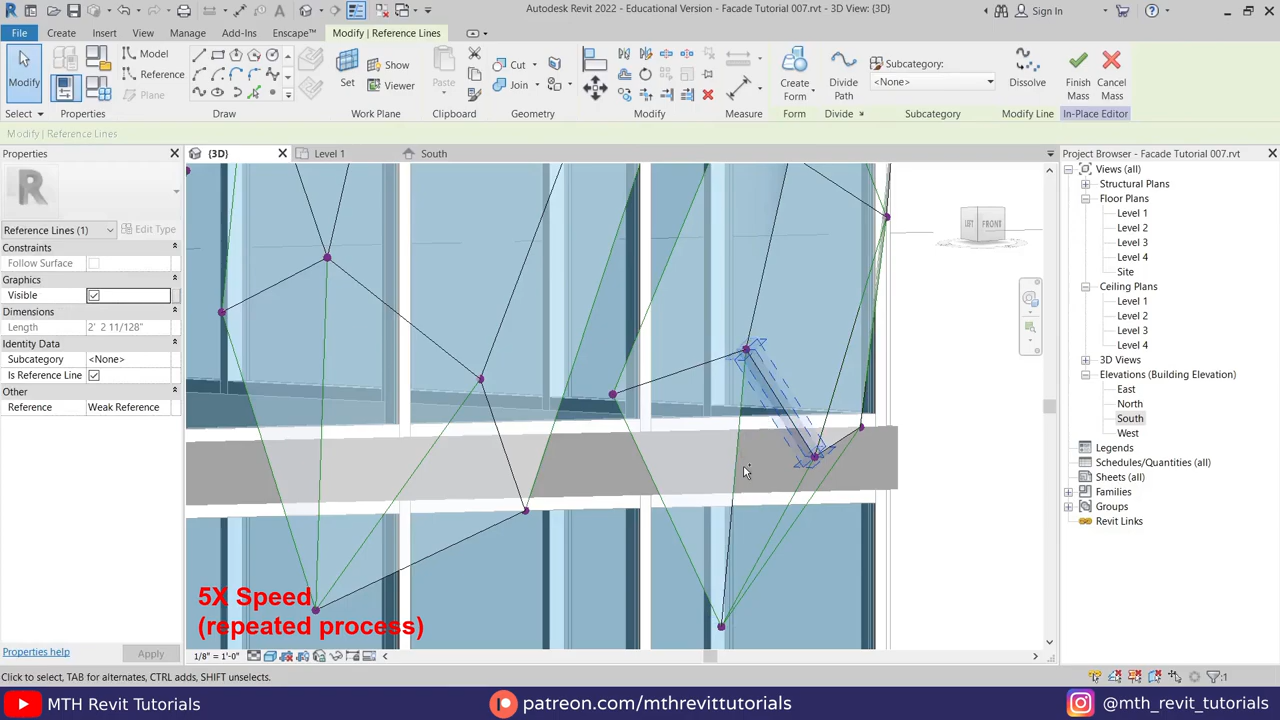 Autodesk Revit 2022 - Educational Version - Facade Tutorial 007.rvt - 3D View: {3D}
Sign In
File Create Insert View Manage Add-Ins Enscape™ Modify | Reference Lines
Modify
Model
Reference
Plane
Set
Show
Viewer
Paste
Cut
Join
Create Form
Divide Path
Subcategory:
<None>
Dissolve
Finish Mass
Cancel Mass
Select Properties Draw Work Plane Clipboard Geometry Modify Measure Form Divide Subcategory Modify Line In-Place Editor
Modify | Reference Lines
Properties
{3D}
Level 1
South
Project Browser - Facade Tutorial 007.rvt
Reference Lines (1)
Edit Type
Constraints
Follow Surface
Graphics
Visible
Dimensions
Length 2' 2 11/128"
Identity Data
Subcategory <None>
Is Reference Line
Other
Reference Weak Reference
Properties help
Apply
LEFT FRONT
5X Speed
(repeated process)
Views (all)
Structural Plans
Floor Plans
Level 1
Level 2
Level 3
Level 4
Site
Ceiling Plans
Level 1
Level 2
Level 3
Level 4
3D Views
Elevations (Building Elevation)
East
North
South
West
Legends
Schedules/Quantities (all)
Sheets (all)
Families
Groups
Revit Links
1/8" = 1'-0"
Click to select, TAB for alternates, CTRL adds, SHIFT unselects.
:1
MTH Revit Tutorials
patreon.com/mthrevittutorials
@mth_revit_tutorials